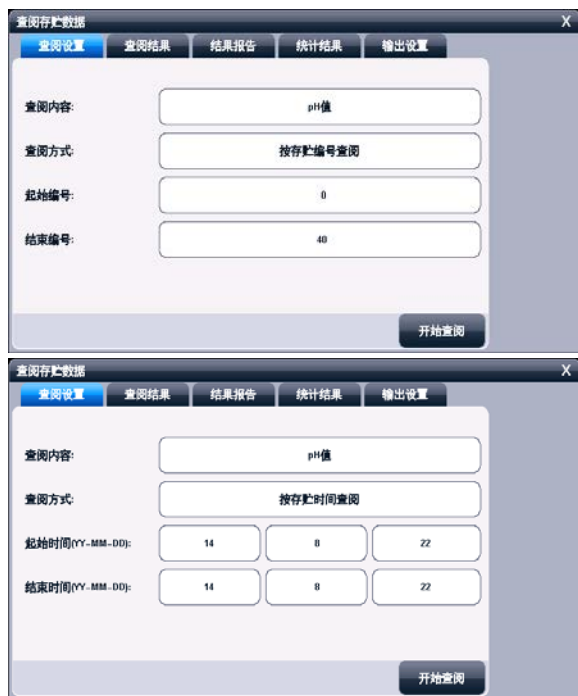 查阅存贮数据 X
查阅设置 查阅结果 结果报告 统计结果 输出设置
查阅内容: pH值
查阅方式: 按存贮编号查阅
起始编号: 0
结束编号: 40
开始查阅
查阅存贮数据 X
查阅设置 查阅结果 结果报告 统计结果 输出设置
查阅内容: pH值
查阅方式: 按存贮时间查阅
起始时间(YY-MM-DD): 14 8 22
结束时间(YY-MM-DD): 14 8 22
开始查阅